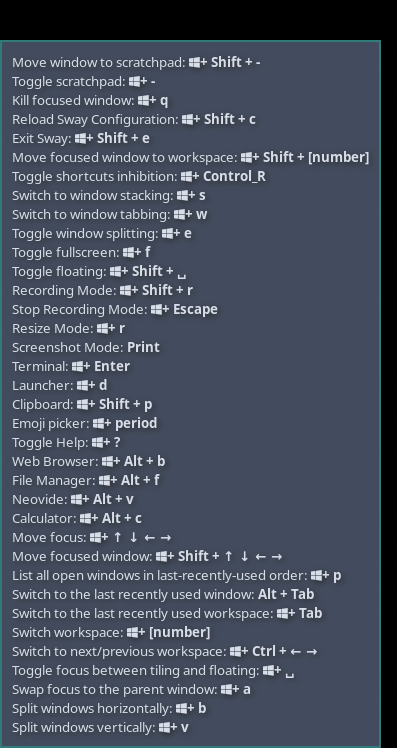 Move window to scratchpad: + Shift + -
Toggle scratchpad: + -
Kill focused window: + q
Reload Sway Configuration: + Shift + c
Exit Sway: + Shift + e
Move focused window to workspace: + Shift + [number]
Toggle shortcuts inhibition: + Control_R
Switch to window stacking: + s
Switch to window tabbing: + w
Toggle window splitting: + e
Toggle fullscreen: + f
Toggle floating: + Shift + ␣
Recording Mode: + Shift + r
Stop Recording Mode: + Escape
Resize Mode: + r
Screenshot Mode: Print
Terminal: + Enter
Launcher: + d
Clipboard: + Shift + p
Emoji picker: + period
Toggle Help: + ?
Web Browser: + Alt + b
File Manager: + Alt + f
Neovide: + Alt + v
Calculator: + Alt + c
Move focus: + ↑ ↓ ← →
Move focused window: + Shift + ↑ ↓ ← →
List all open windows in last-recently-used order: + p
Switch to the last recently used window: Alt + Tab
Switch to the last recently used workspace: + Tab
Switch workspace: + [number]
Switch to next/previous workspace: + Ctrl + ← →
Toggle focus between tiling and floating: + ␣
Swap focus to the parent window: + a
Split windows horizontally: + b
Split windows vertically: + v